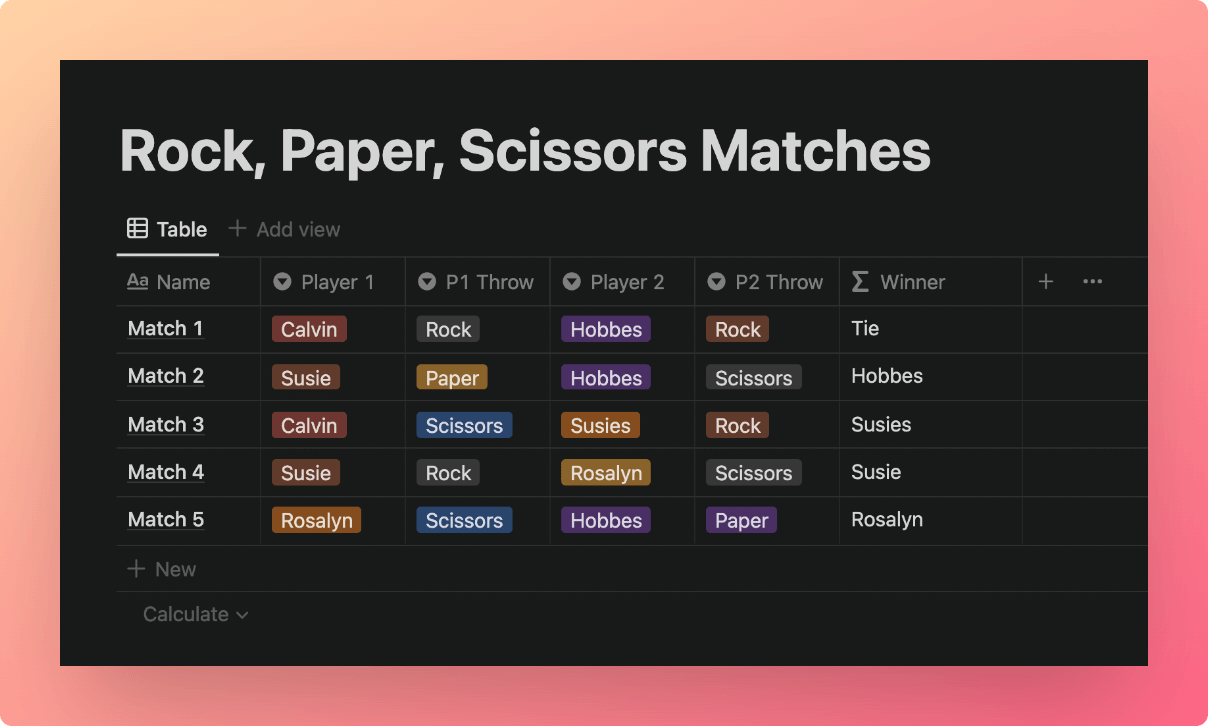 Rock, Paper, Scissors Matches
Table + Add view
Aa Name Player 1 P1 Throw Player 2 P2 Throw Σ Winner + •••
Match 1 Calvin Rock Hobbes Rock Tie
Match 2 Susie Paper Hobbes Scissors Hobbes
Match 3 Calvin Scissors Susies Rock Susies
Match 4 Susie Rock Rosalyn Scissors Susie
Match 5 Rosalyn Scissors Hobbes Paper Rosalyn
+ New
Calculate